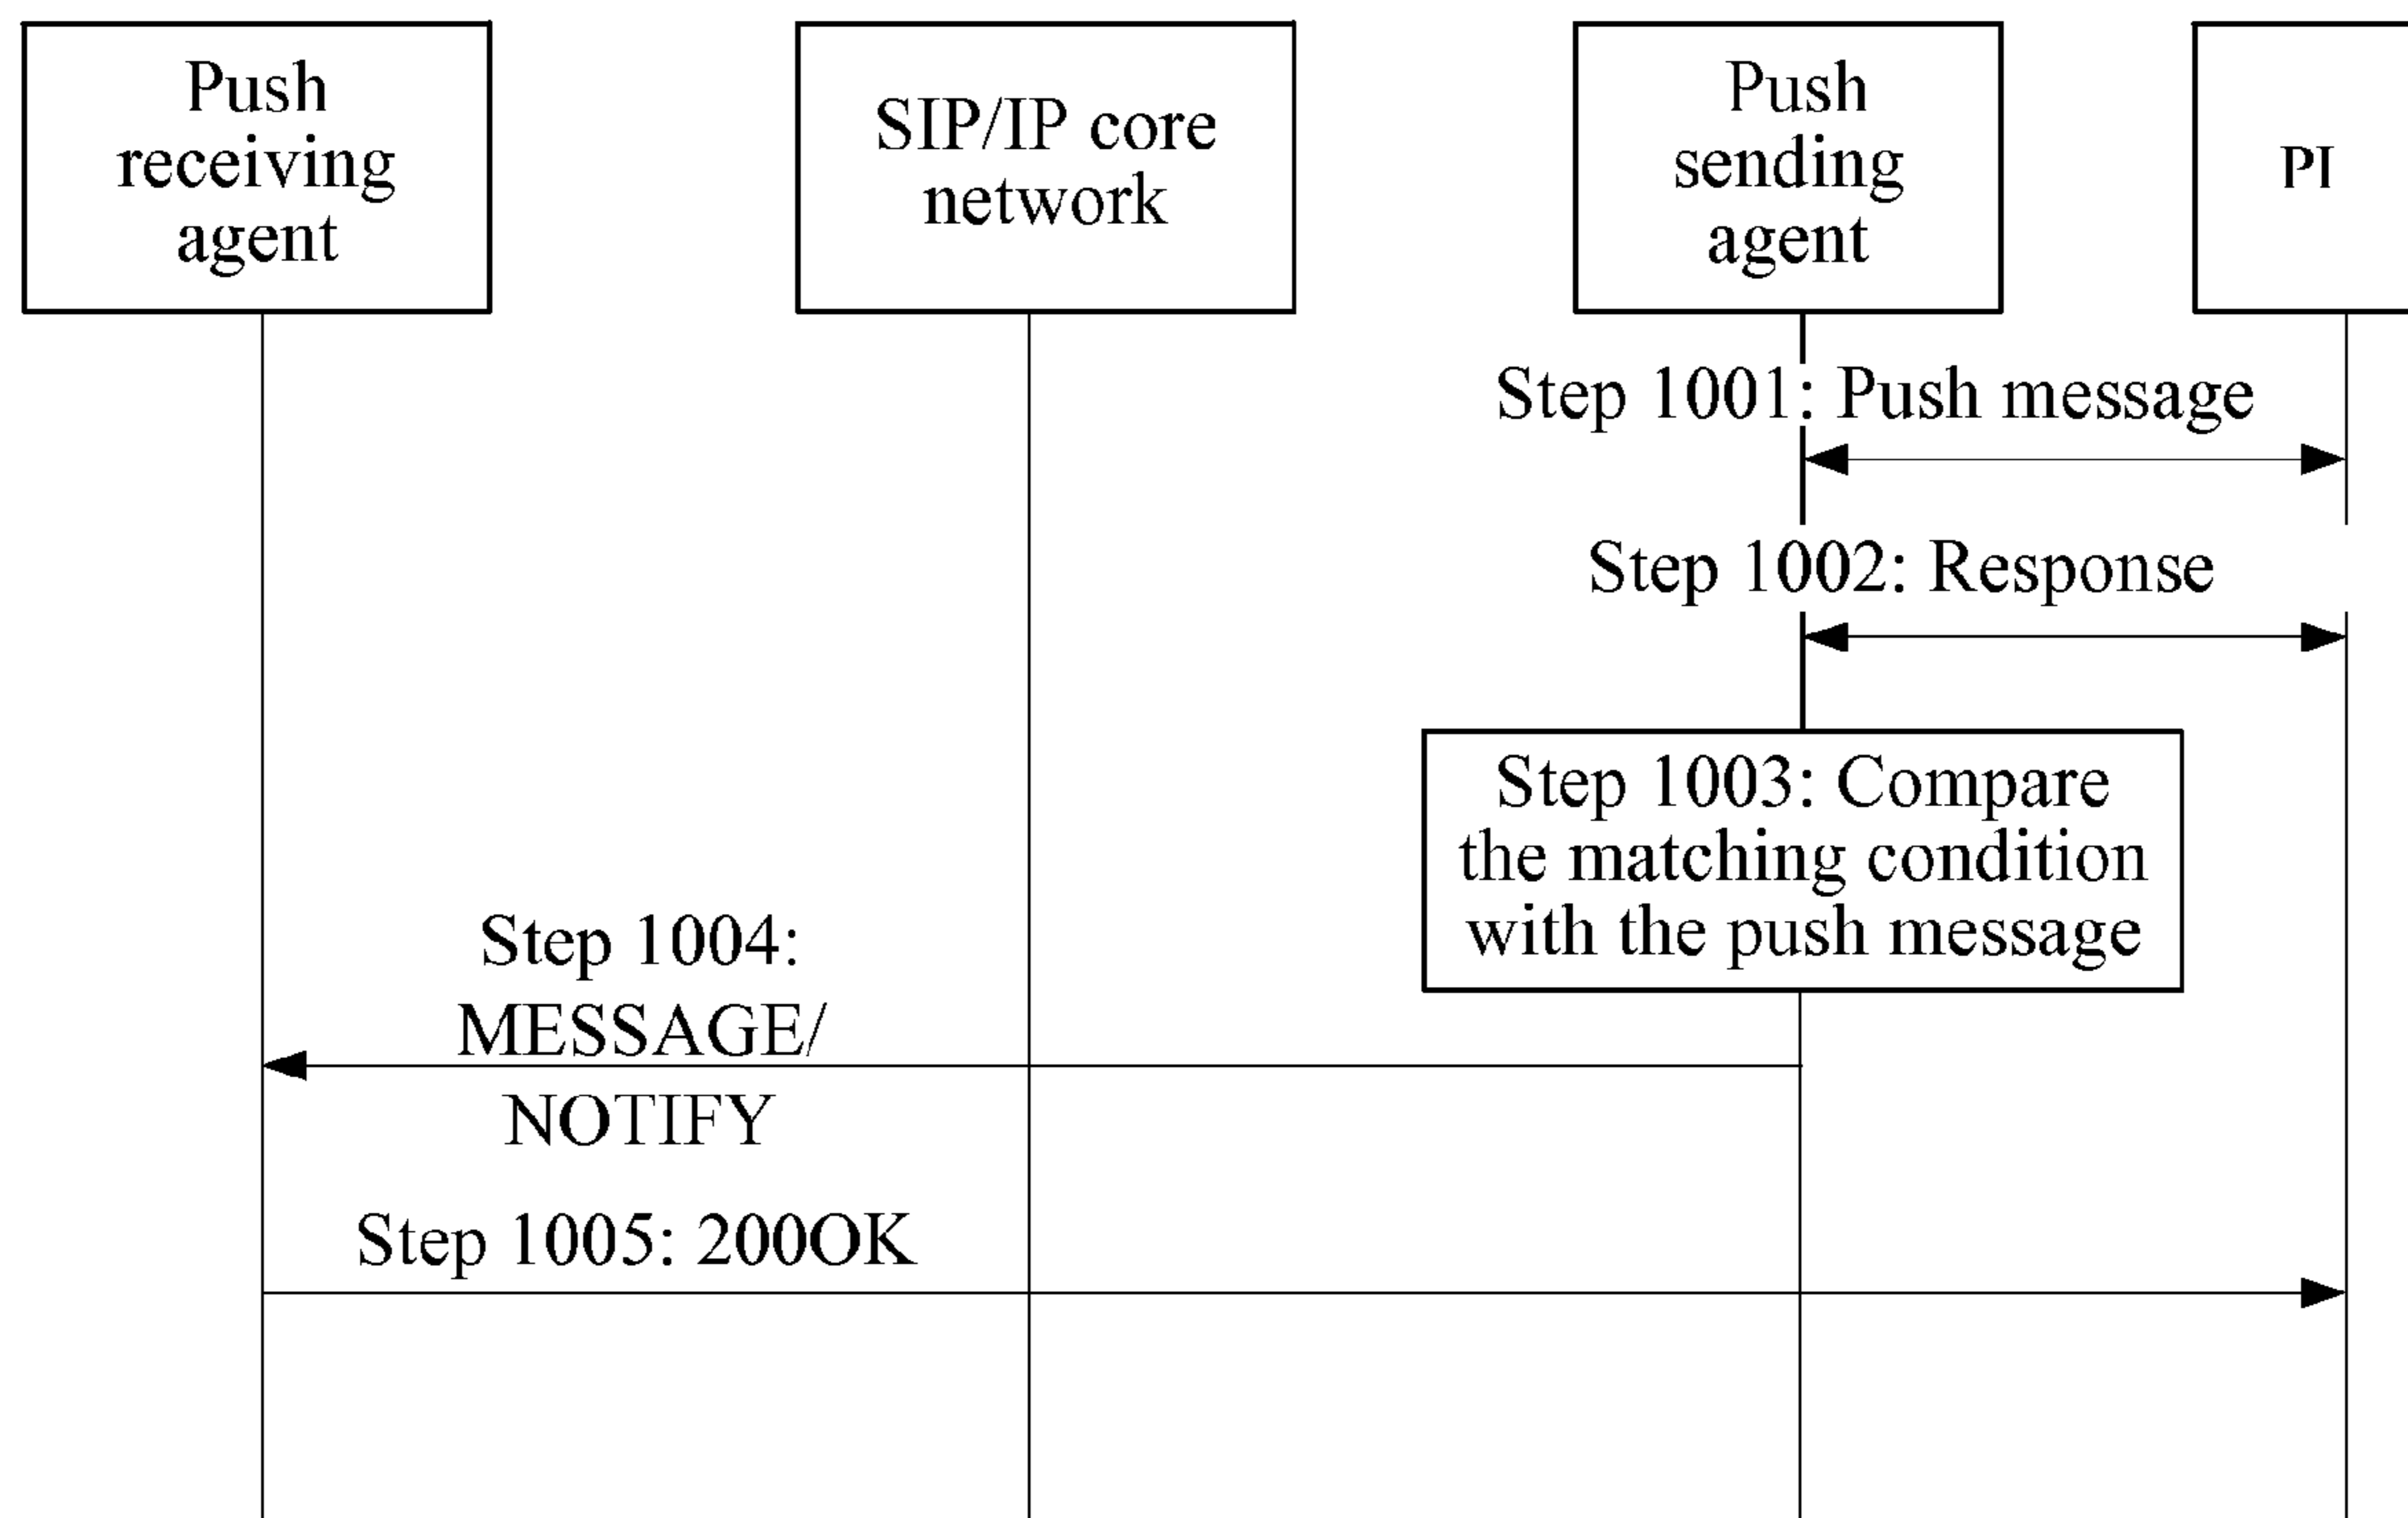 Push
receiving
agent
SIP/IP core
network
Push
sending
agent
PI
Step 1001: Push message
Step 1002: Response
Step 1003: Compare
the matching condition
with the push message
Step 1004:
MESSAGE/
NOTIFY
Step 1005: 200OK